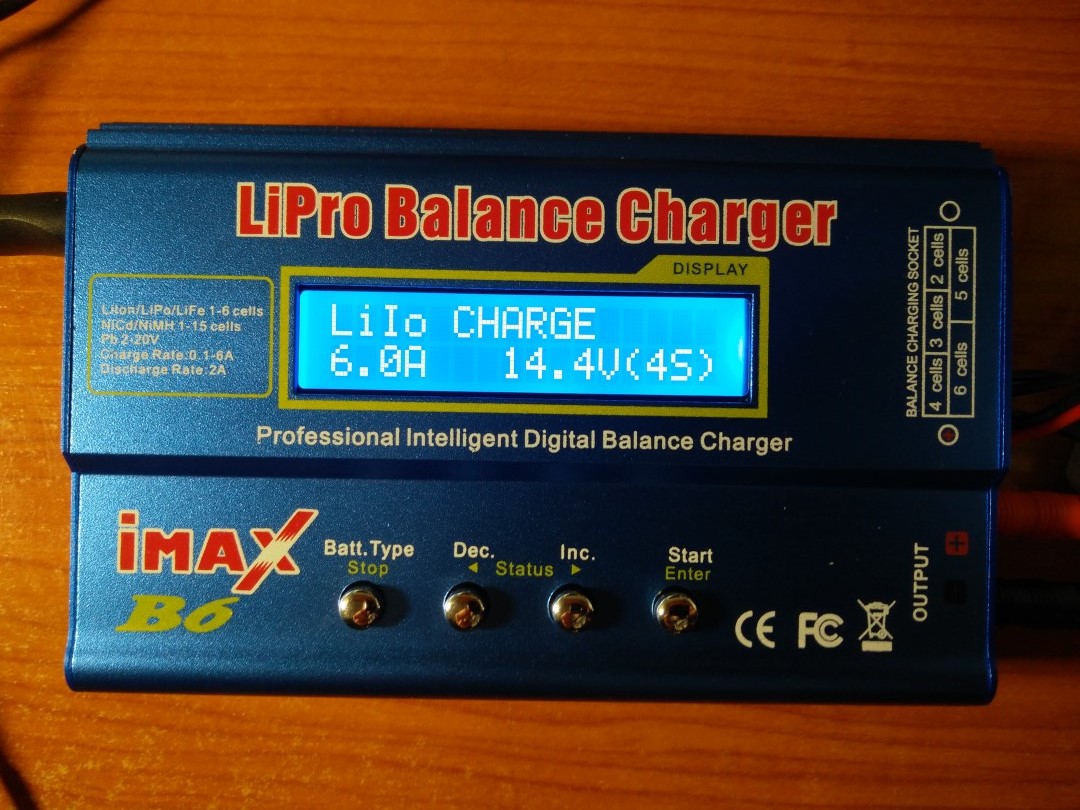 LiPro Balance Charger
DISPLAY
LiIo CHARGE
6.0A 14.4V(4S)
LiIon/LiPo/LiFe 1-6 cells
NiCd/NiMH 1-15 cells
Pb 2-20V
Charge Rate:0.1-6A
Discharge Rate:2A
BALANCE CHARGING SOCKET
4 cells 3 cells 2 cells
6 cells 5 cells
Professional Intelligent Digital Balance Charger
iMAX
B6
Batt.Type
Stop
Dec. Inc.
◄ Status ►
Start
Enter
CE FC
OUTPUT
+
-